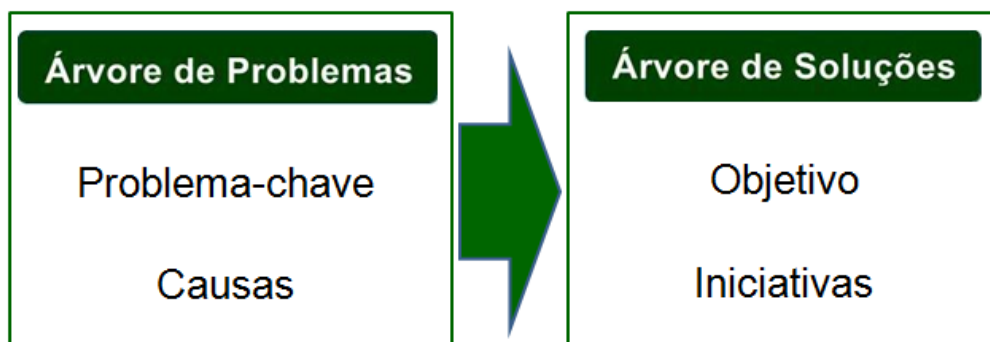 Árvore de Problemas
Problema-chave
Causas
Árvore de Soluções
Objetivo
Iniciativas